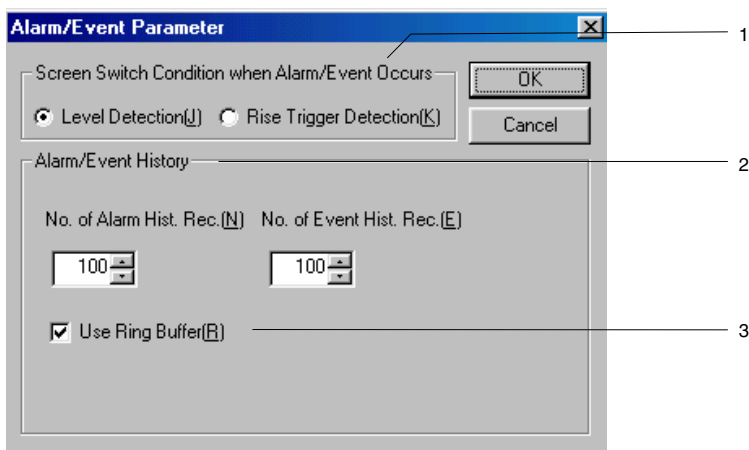 Alarm/Event Parameter
1
Screen Switch Condition when Alarm/Event Occurs
OK
Level Detection(J) Rise Trigger Detection(K)
Cancel
Alarm/Event History
2
No. of Alarm Hist. Rec.(N) No. of Event Hist. Rec.(E)
100 100
Use Ring Buffer(R)
3